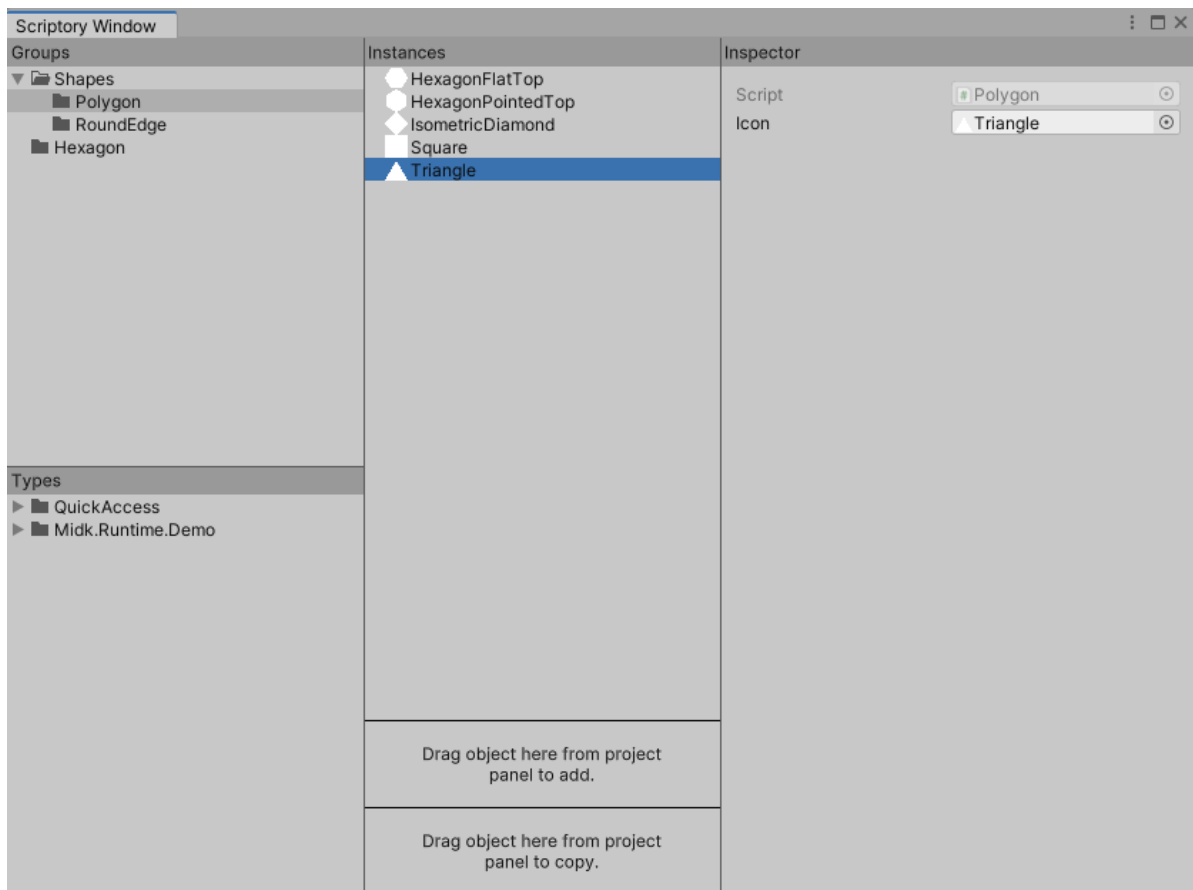 Scriptory Window
Groups
Shapes
Polygon
RoundEdge
Hexagon
Types
QuickAccess
Midk.Runtime.Demo
Instances
HexagonFlatTop
HexagonPointedTop
IsometricDiamond
Square
Triangle
Drag object here from project
panel to add.
Drag object here from project
panel to copy.
Inspector
Script
Polygon
Icon
Triangle